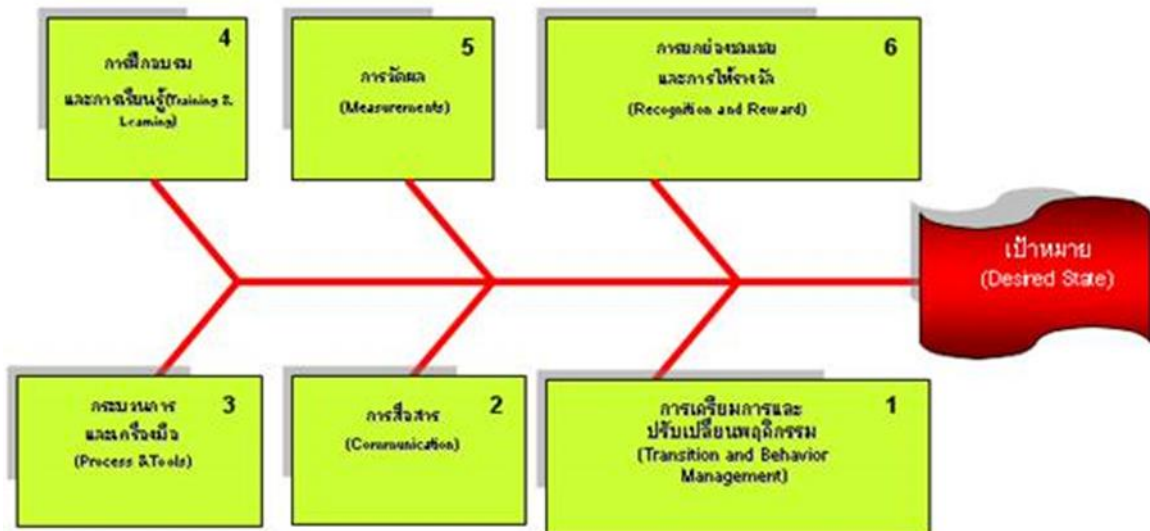 4
การฝึกอบรม
และการเรียนรู้(Training &
Learning)
5
การวัดผล
(Measurements)
6
การยกย่องชมเชย
และการให้รางวัล
(Recognition and Reward)
เป้าหมาย
(Desired State)
3
กระบวนการ
และเครื่องมือ
(Process &Tools)
2
การสื่อสาร
(Communication)
1
การเตรียมการและ
ปรับเปลี่ยนพฤติกรรม
(Transition and Behavior
Management)